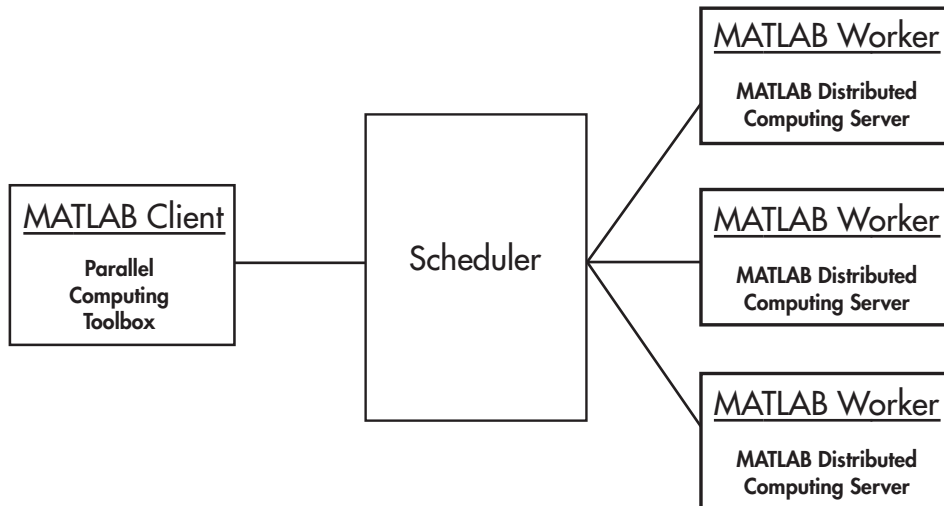 MATLAB Client
Parallel
Computing
Toolbox
Scheduler
MATLAB Worker
MATLAB Distributed
Computing Server
MATLAB Worker
MATLAB Distributed
Computing Server
MATLAB Worker
MATLAB Distributed
Computing Server